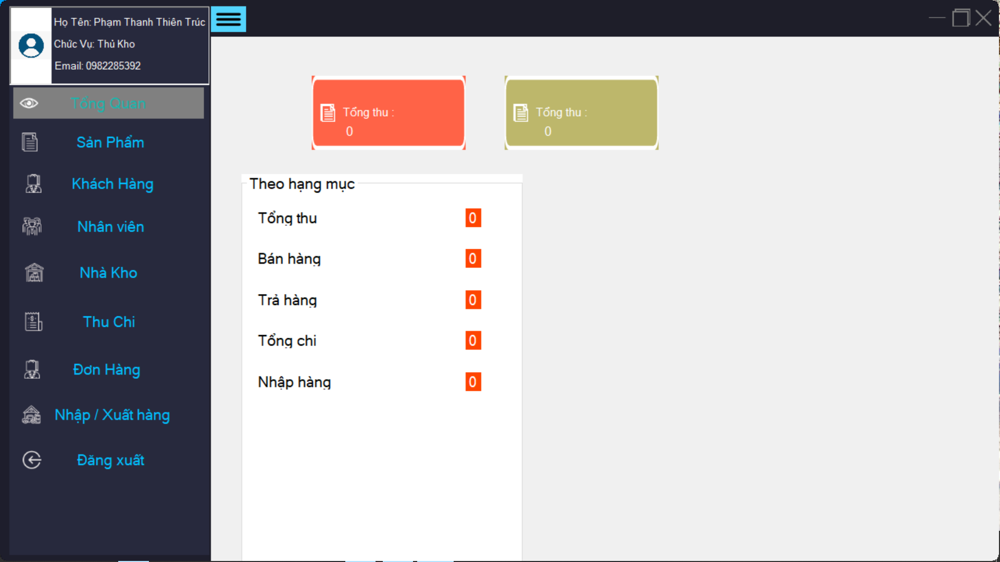 Họ Tên: Phạm Thanh Thiên Trúc
Chức Vụ: Thủ Kho
Email: 0982285392
Tổng Quan
Sản Phẩm
Khách Hàng
Nhân viên
Nhà Kho
Thu Chi
Đơn Hàng
Nhập / Xuất hàng
Đăng xuất
Tổng thu :
0
Tổng thu :
0
Theo hạng mục
Tổng thu 0
Bán hàng 0
Trả hàng 0
Tổng chi 0
Nhập hàng 0